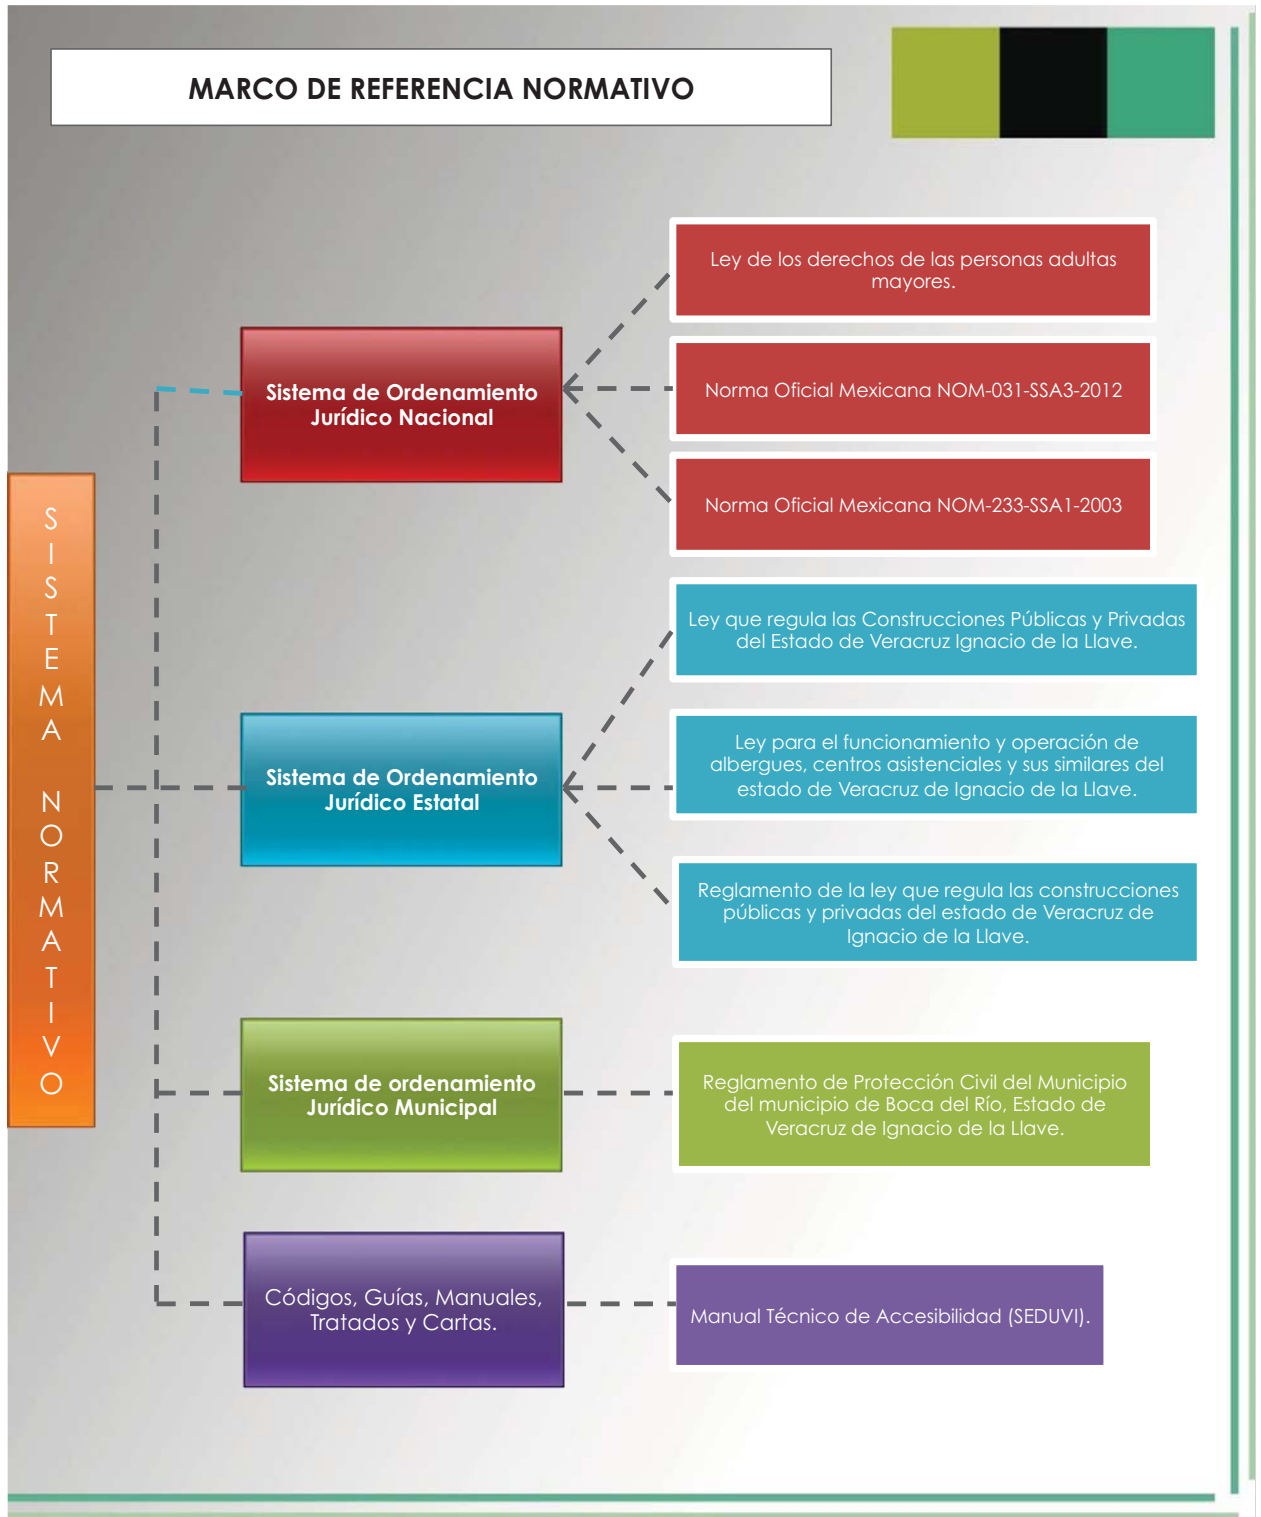 MARCO DE REFERENCIA NORMATIVO
SISTEMA NORMATIVO
Sistema de Ordenamiento
Jurídico Nacional
Ley de los derechos de las personas adultas
mayores.
Norma Oficial Mexicana NOM-031-SSA3-2012
Norma Oficial Mexicana NOM-233-SSA1-2003
Sistema de Ordenamiento
Jurídico Estatal
Ley que regula las Construcciones Públicas y Privadas
del Estado de Veracruz Ignacio de la Llave.
Ley para el funcionamiento y operación de
albergues, centros asistenciales y sus similares del
estado de Veracruz de Ignacio de la Llave.
Reglamento de la ley que regula las construcciones
públicas y privadas del estado de Veracruz de
Ignacio de la Llave.
Sistema de ordenamiento
Jurídico Municipal
Reglamento de Protección Civil del Municipio
del municipio de Boca del Río, Estado de
Veracruz de Ignacio de la Llave.
Códigos, Guías, Manuales,
Tratados y Cartas.
Manual Técnico de Accesibilidad (SEDUVI).